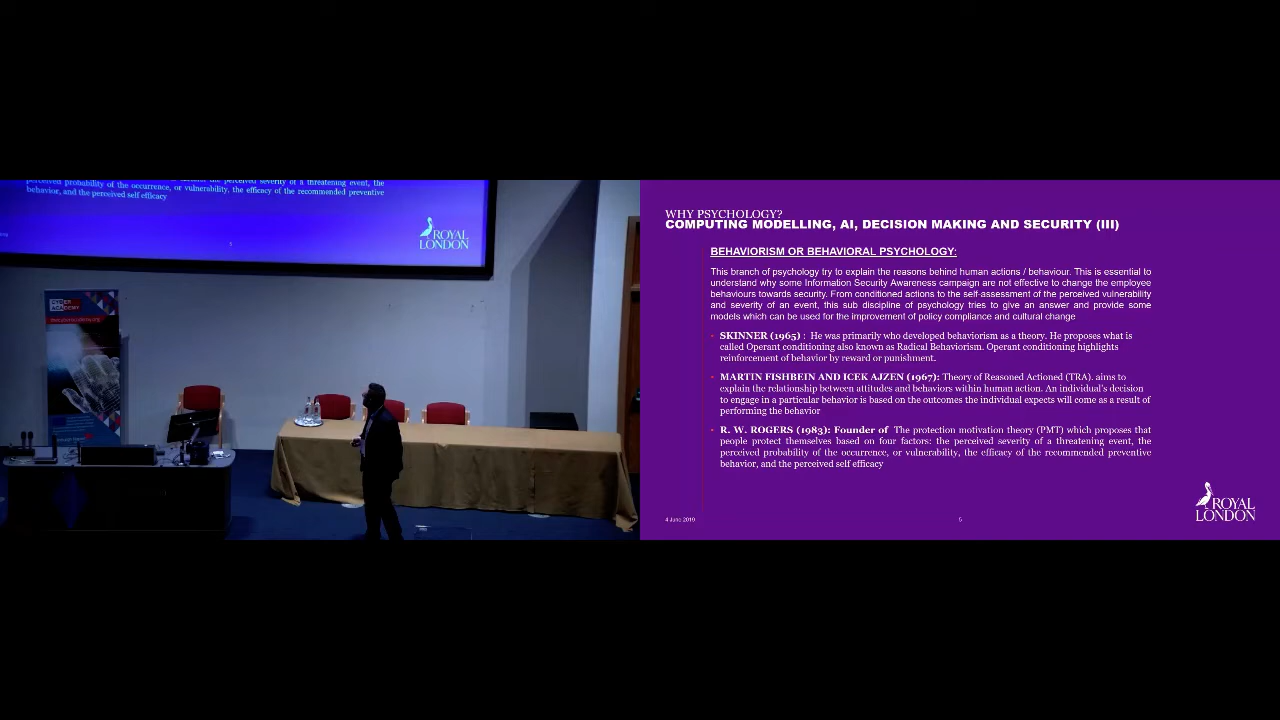 perceived probability of the occurrence, or vulnerability, the efficacy of the recommended preventive
behavior, and the perceived self efficacy
5
ROYAL
LONDON
WHY PSYCHOLOGY?
COMPUTING MODELLING, AI, DECISION MAKING AND SECURITY (III)
BEHAVIORISM OR BEHAVIORAL PSYCHOLOGY:
This branch of psychology try to explain the reasons behind human actions / behaviour. This is essential to
understand why some Information Security Awareness campaign are not effective to change the employee
behaviours towards security. From conditioned actions to the self-assessment of the perceived vulnerability
and severity of an event, this sub discipline of psychology tries to give an answer and provide some
models which can be used for the improvement of policy compliance and cultural change
• SKINNER (1965) : He was primarily who developed behaviorism as a theory. He proposes what is
called Operant conditioning also known as Radical Behaviorism. Operant conditioning highlights
reinforcement of behavior by reward or punishment.
• MARTIN FISHBEIN AND ICEK AJZEN (1967): Theory of Reasoned Actioned (TRA). aims to
explain the relationship between attitudes and behaviors within human action. An individual's decision
to engage in a particular behavior is based on the outcomes the individual expects will come as a result of
performing the behavior
• R. W. ROGERS (1983): Founder of The protection motivation theory (PMT) which proposes that
people protect themselves based on four factors: the perceived severity of a threatening event, the
perceived probability of the occurrence, or vulnerability, the efficacy of the recommended preventive
behavior, and the perceived self efficacy
4 June 2019
5
ROYAL
LONDON